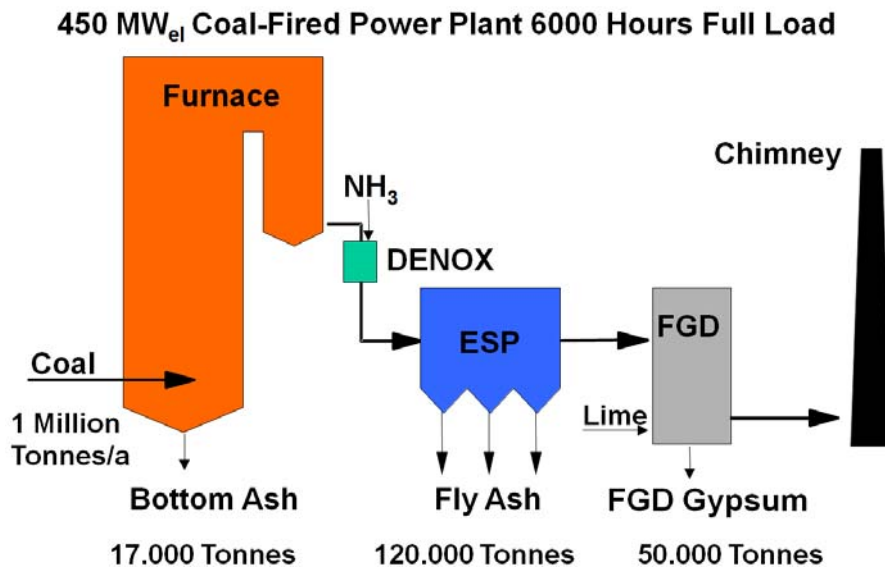 450 MWel Coal-Fired Power Plant 6000 Hours Full Load
Furnace
Chimney
NH3
DENOX
ESP
FGD
Coal
1 Million
Tonnes/a
Lime
Bottom Ash
Fly Ash
FGD Gypsum
17.000 Tonnes
120.000 Tonnes
50.000 Tonnes